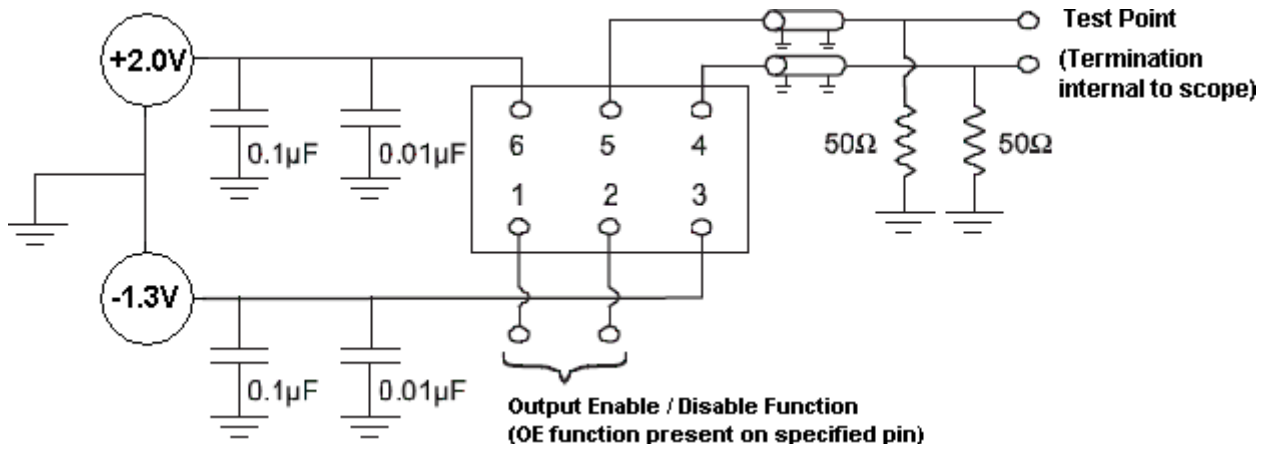 +2.0V
0.1µF
0.01µF
6
5
4
1
2
3
Test Point
(Termination
internal to scope)
50Ω
50Ω
-1.3V
0.1µF
0.01µF
Output Enable / Disable Function
(OE function present on specified pin)